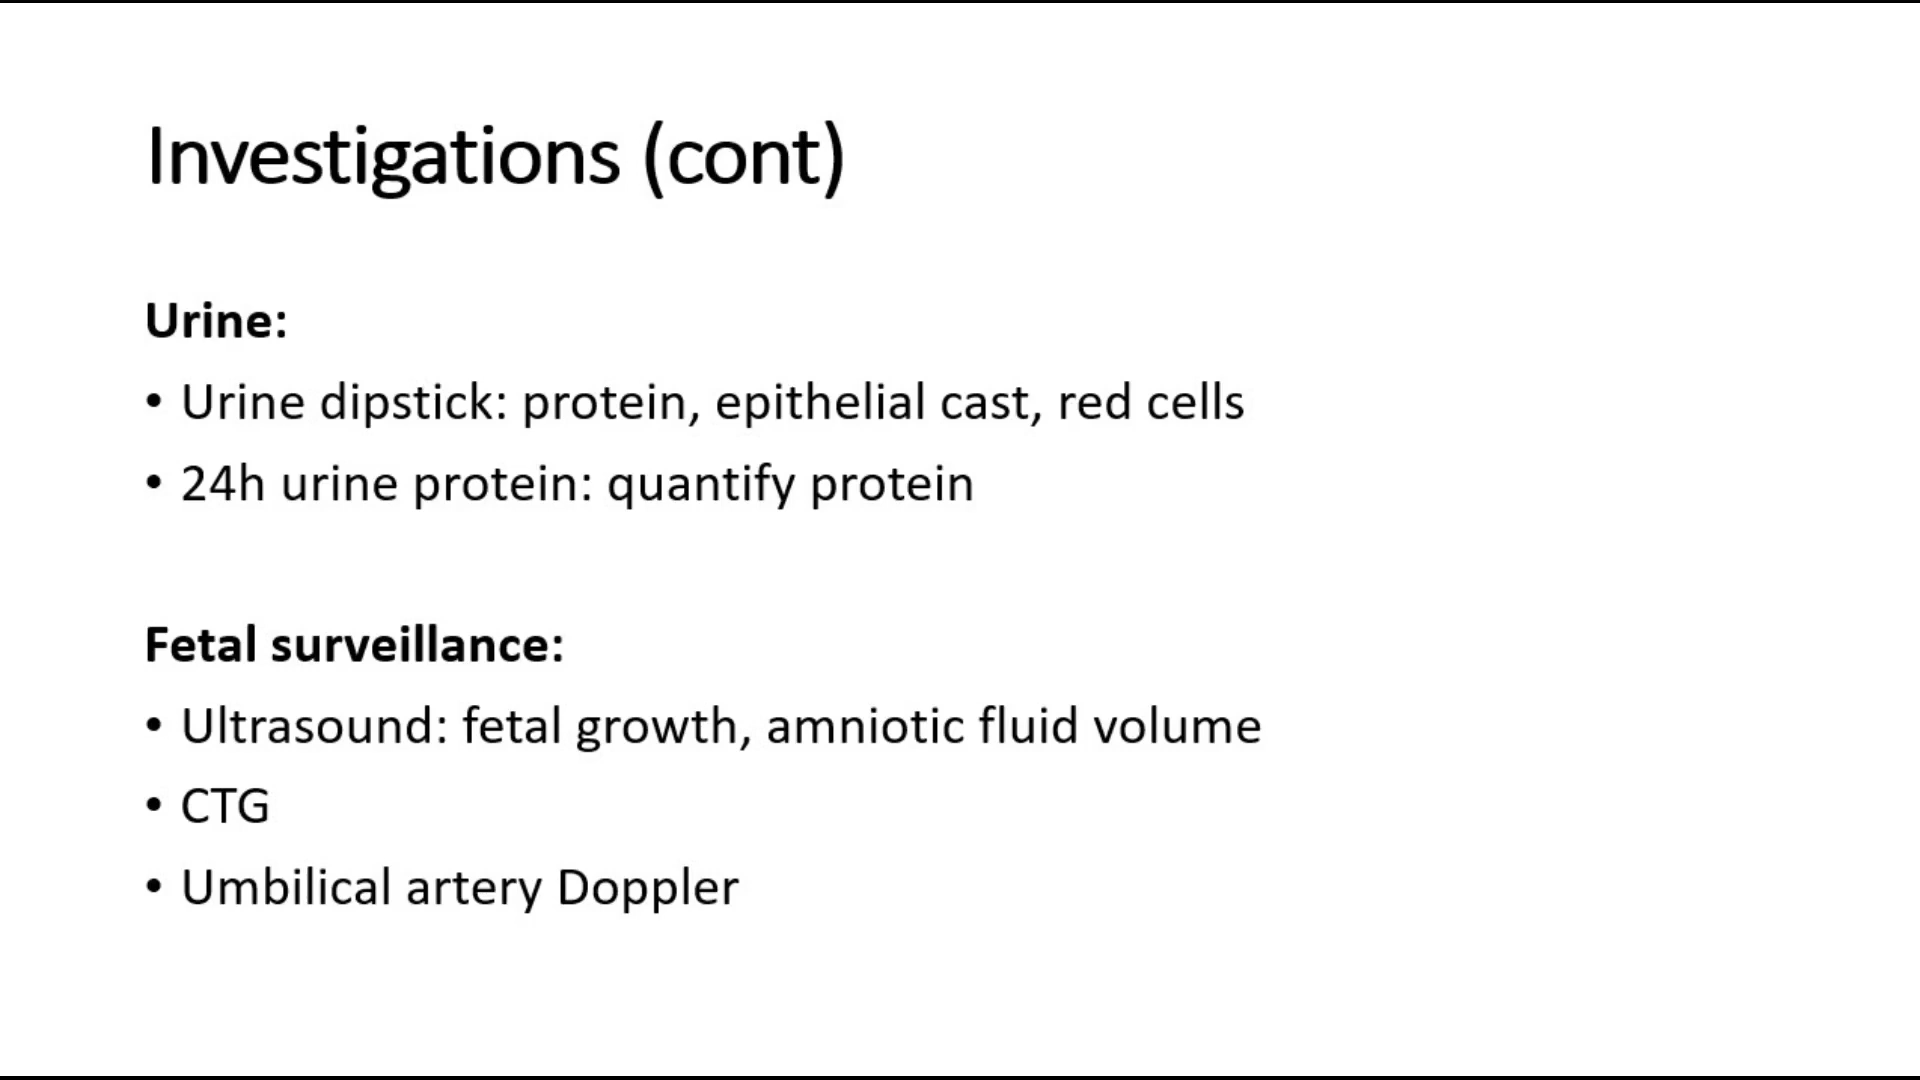 Investigations (cont)
Urine:
• Urine dipstick: protein, epithelial cast, red cells
• 24h urine protein: quantify protein
Fetal surveillance:
• Ultrasound: fetal growth, amniotic fluid volume
• CTG
• Umbilical artery Doppler